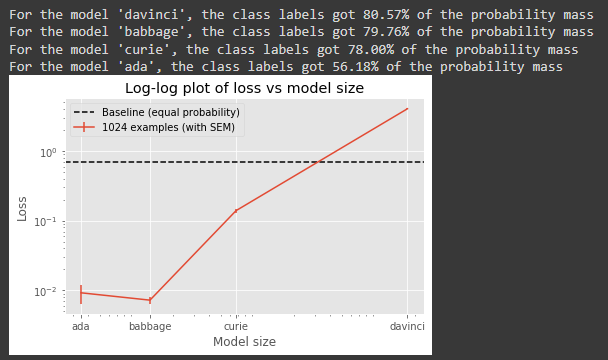 For the model 'davinci', the class labels got 80.57% of the probability mass
For the model 'babbage', the class labels got 79.76% of the probability mass
For the model 'curie', the class labels got 78.00% of the probability mass
For the model 'ada', the class labels got 56.18% of the probability mass
Log-log plot of loss vs model size
Baseline (equal probability)
1024 examples (with SEM)
10⁰
10⁻¹
10⁻²
Loss
ada babbage curie davinci
Model size